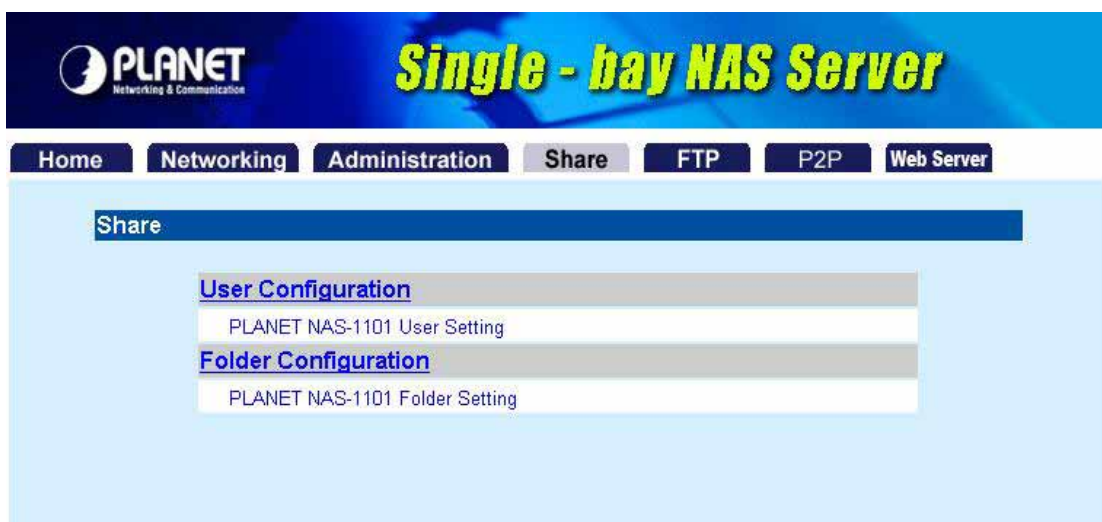 PLANET
Networking & Communication
Single - bay NAS Server
Home Networking Administration Share FTP P2P Web Server
Share
User Configuration
PLANET NAS-1101 User Setting
Folder Configuration
PLANET NAS-1101 Folder Setting